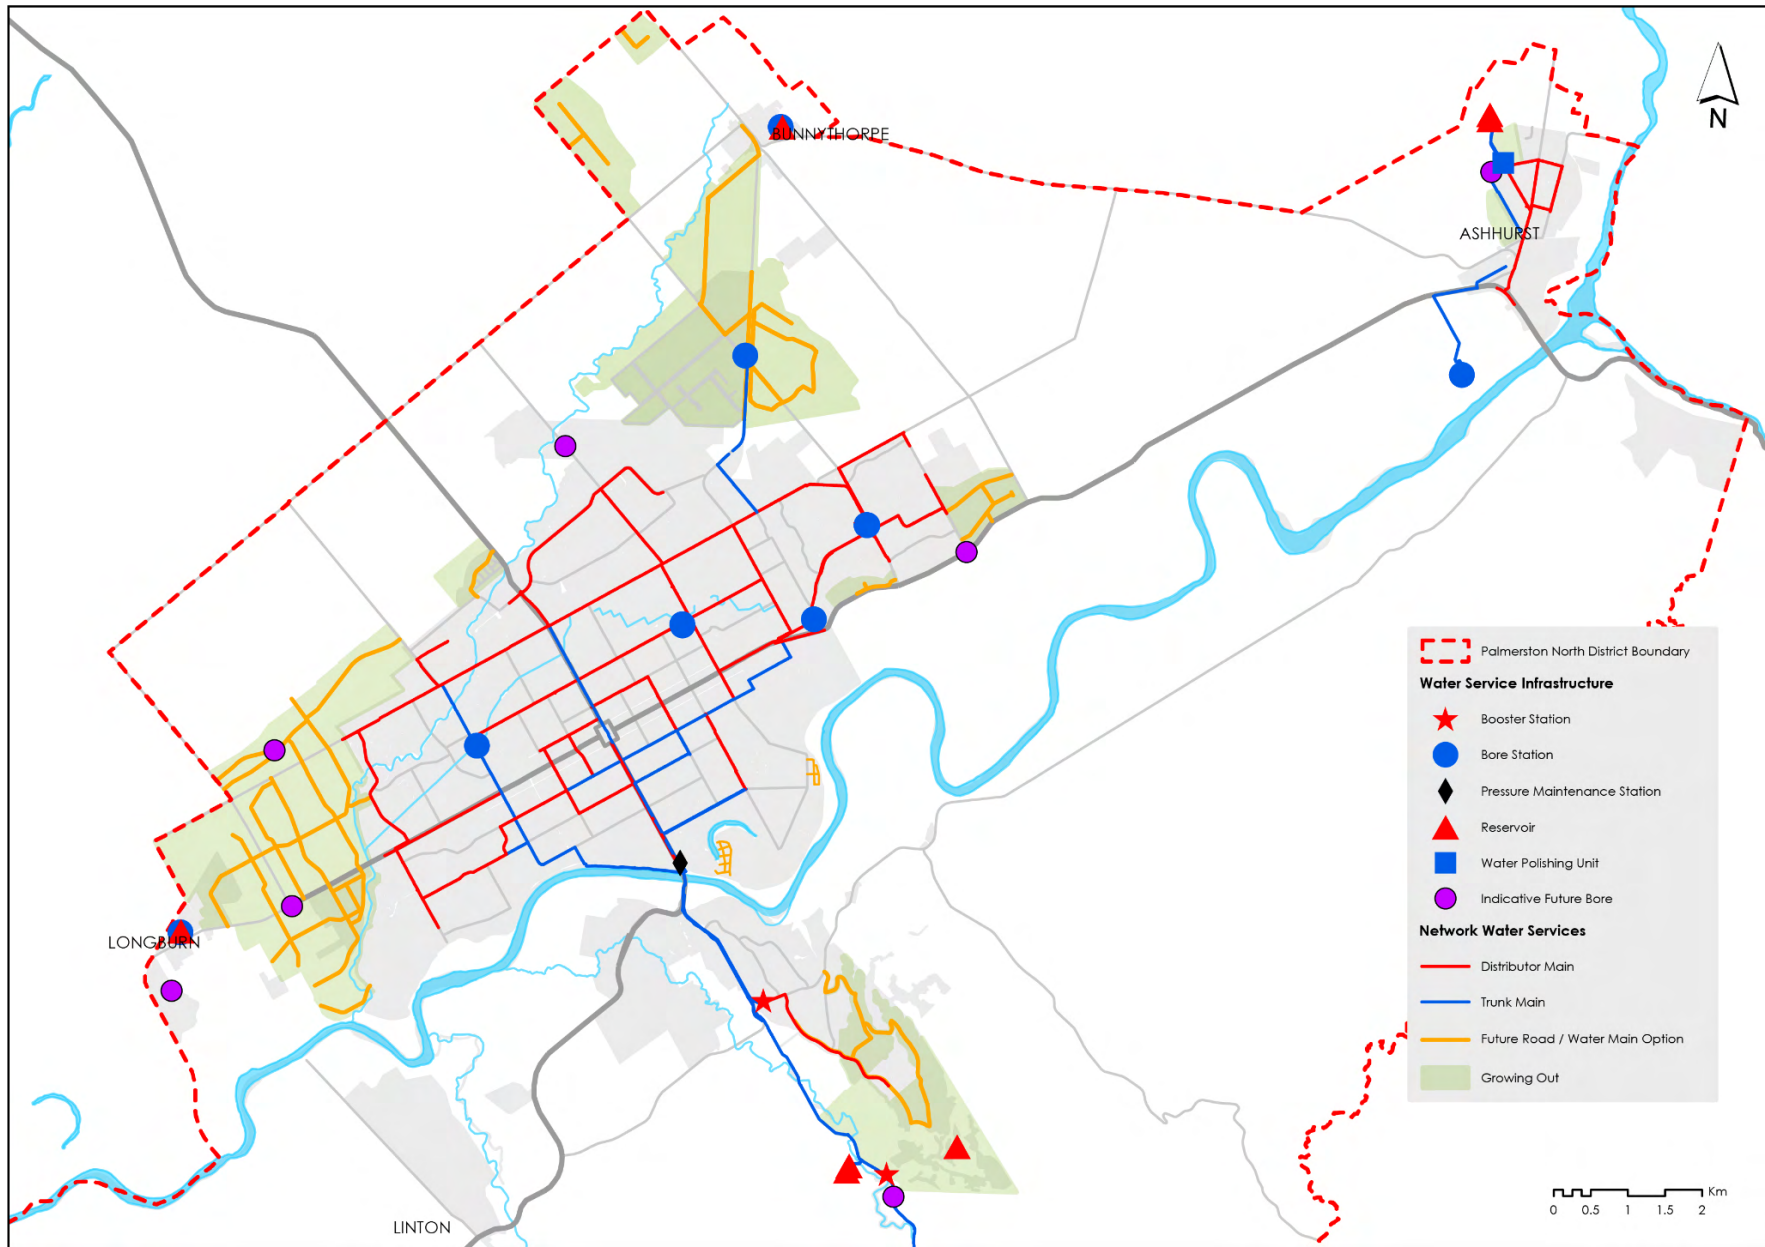 N
BUNNYTHORPE
ASHHURST
LONGBURN
LINTON
Palmerston North District Boundary
Water Service Infrastructure
Booster Station
Bore Station
Pressure Maintenance Station
Reservoir
Water Polishing Unit
Indicative Future Bore
Network Water Services
Distributor Main
Trunk Main
Future Road / Water Main Option
Growing Out
Km
0 0.5 1 1.5 2